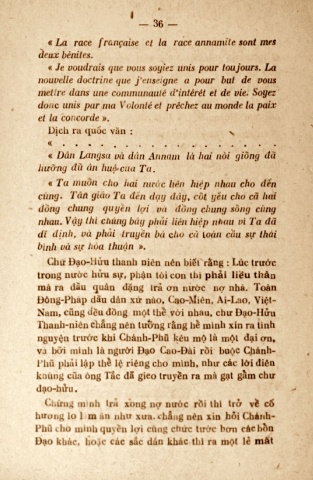 — 36 —
« La race française et la race annamite sont mes
deux bénites.
« Je voudrais que vous soyiez unis pour toujours. La
nouvelle doctrine que j'enseigne a pour but de vous
mettre dans une communauté d'intérêt et de vie. Soyez
donc unis par ma Volonté et prêchez au monde la paix
et la concorde ».
Dịch ra quốc văn :
« . . . . . . . . . . . . . . . . . .
« Dân Langsa và dân Annam là hai nòi giống đã
hưởng đủ ân huệ của Ta.
« Ta muốn cho hai nước liên hiệp nhau cho đến
cùng. Tân giáo Ta đến dạy đây, cốt yếu cho cả hai
đồng chung quyền lợi và đồng chung sống cùng
nhau. Vậy thì chúng bây phải liên hiệp nhau vì Ta đã
dĩ định, và phải truyền bá cho cả toàn cầu sự thái
bình và sự hòa thuận ».
Chư Đạo-Hữu thanh niên nên biết rằng : Lúc trước
trong nước hữu sự, phận tôi con thì phải liều thân
mà ra đầu quân đặng trả ơn nước nợ nhà. Toàn
Đông-Pháp dầu dân xứ nào, Cao-Miên, Ai-Lao, Việt-
Nam, cũng đều đồng một thể với nhau, chư Đạo-Hữu
Thanh-niên chẳng nên tưởng rằng hễ mình xin ra tình
nguyện trước khi Chánh-Phủ kêu mộ là một đại ơn,
và bởi mình là người Đạo Cao-Đài rồi buộc Chánh-
Phủ phải lập thể lệ riêng cho mình, như các lời điên
khùng của ông Tắc đã gieo truyền ra mà gạt gẫm chư
đạo-hữu.
Chừng mình trả xong nợ nước rồi thì trở về cố
hương lo làm ăn như xưa, chẳng nên xin hỏi Chánh-
Phủ cho mình quyền lợi cùng chức tước hơn các bổn
Đạo khác, hoặc các sắc dân khác thì ra một lẽ mất